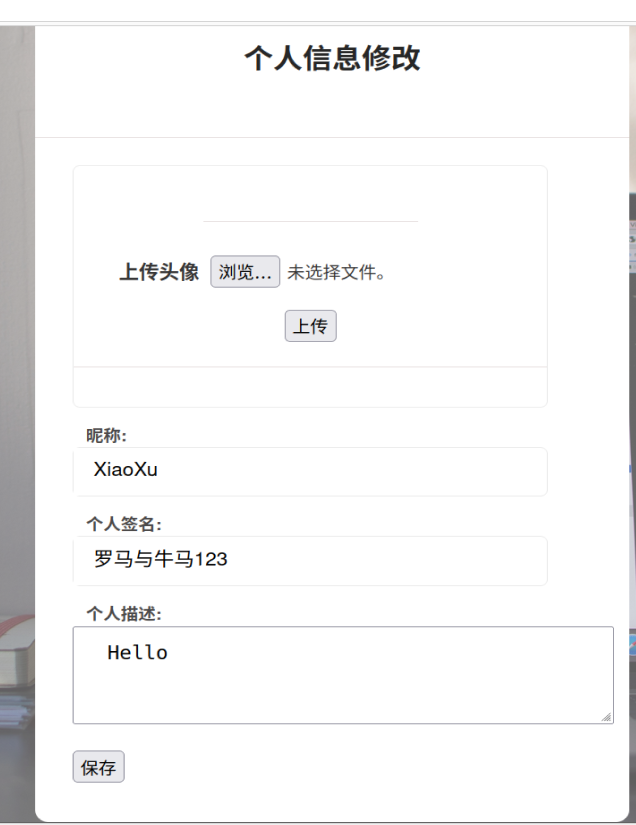 个人信息修改
上传头像 浏览... 未选择文件。
上传
昵称:
XiaoXu
个人签名:
罗马与牛马123
个人描述:
Hello
保存